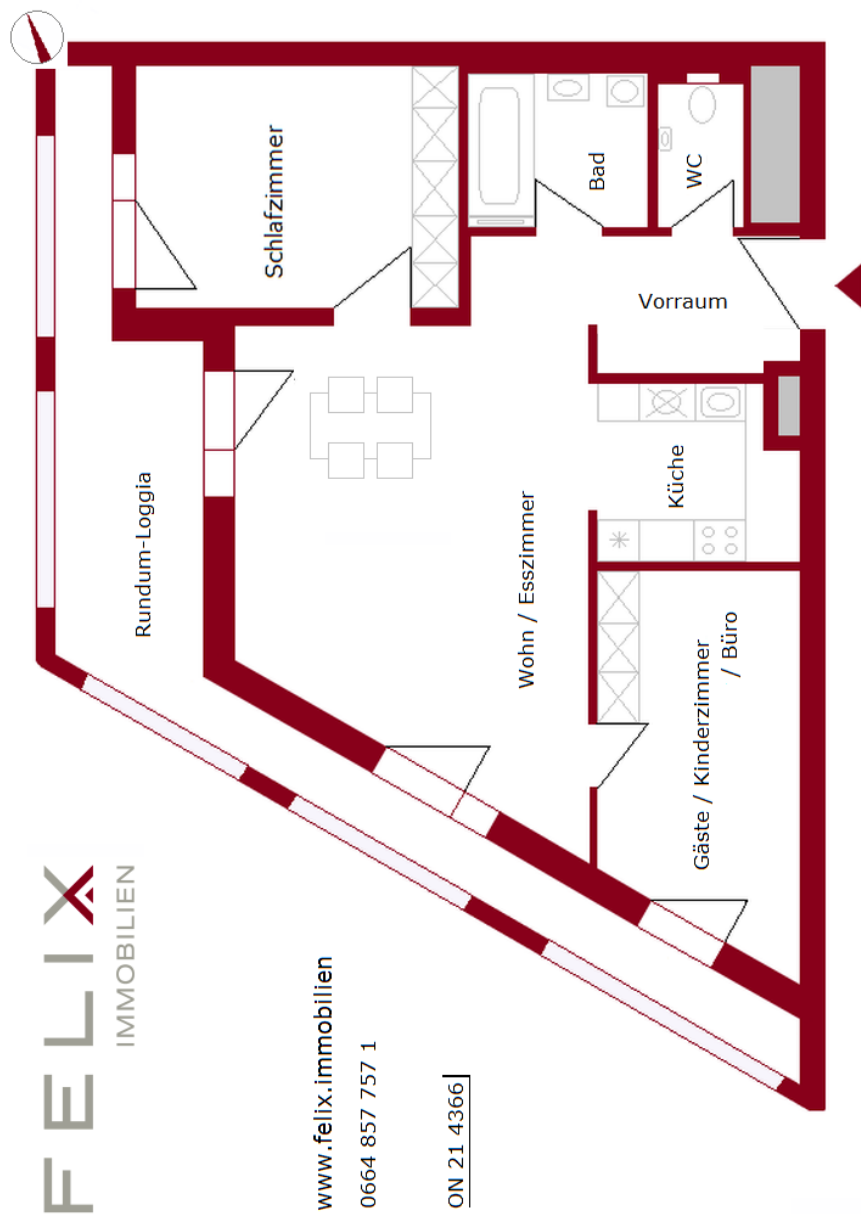 Schlafzimmer
Bad
WC
Vorraum
Rundum-Loggia
Wohn / Esszimmer
Küche
Gäste / Kinderzimmer
/ Büro
FELIX
IMMOBILIEN
www.felix.immobilien
0664 857 757 1
ON 21 4366